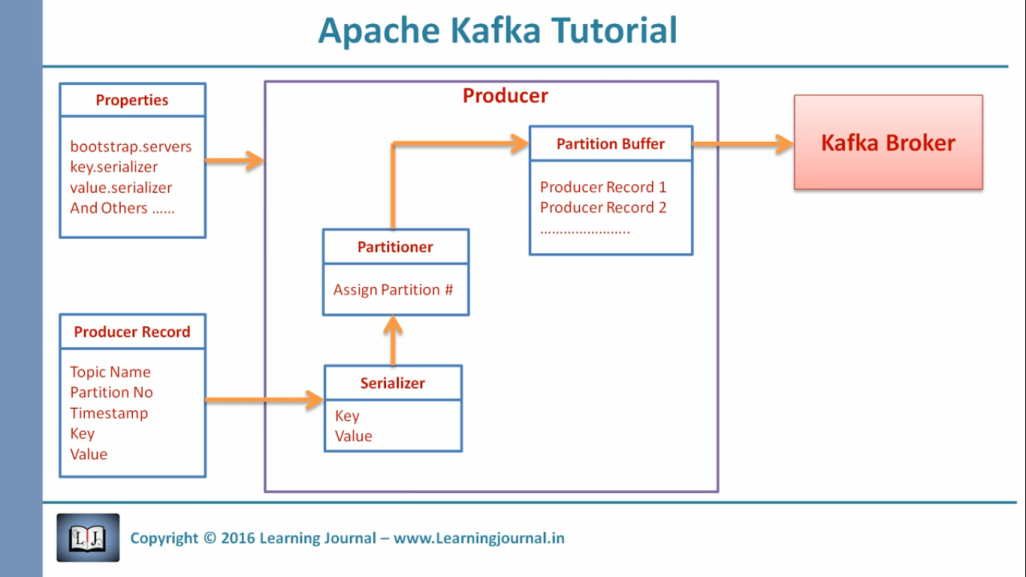 Apache Kafka Tutorial
Properties
bootstrap.servers
key.serializer
value.serializer
And Others ......
Producer
Partition Buffer
Producer Record 1
Producer Record 2
........................
Kafka Broker
Partitioner
Assign Partition #
Producer Record
Topic Name
Partition No
Timestamp
Key
Value
Serializer
Key
Value
LJ
Copyright © 2016 Learning Journal – www.Learningjournal.in